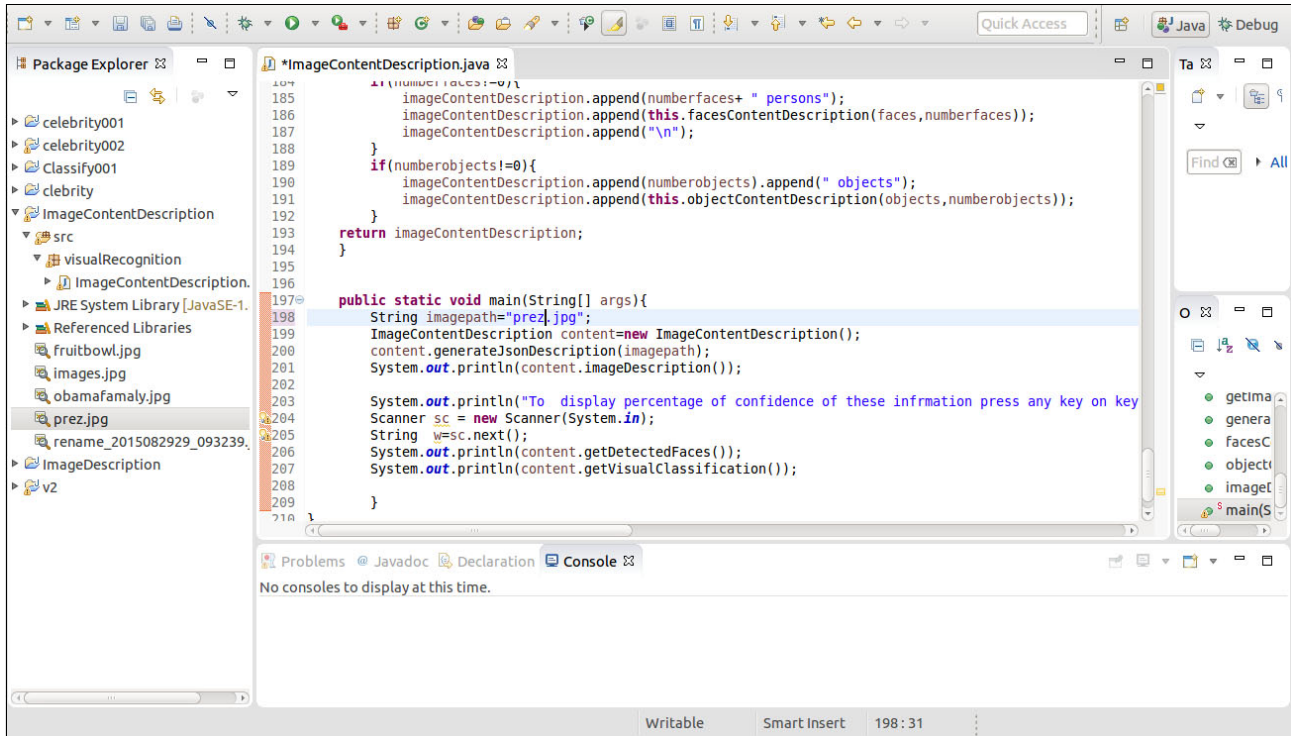 Quick Access
Java
Debug
Package Explorer
*ImageContentDescription.java
Ta
celebrity001
celebrity002
Classify001
clebrity
ImageContentDescription
src
visualRecognition
ImageContentDescription.
JRE System Library [JavaSE-1.
Referenced Libraries
fruitbowl.jpg
images.jpg
obamafamaly.jpg
prez.jpg
rename_2015082929_093239.
ImageDescription
v2
184 if(numberfaces!=0){
185 imageContentDescription.append(numberfaces+ " persons");
186 imageContentDescription.append(this.facesContentDescription(faces,numberfaces));
187 imageContentDescription.append("\n");
188 }
189 if(numberobjects!=0){
190 imageContentDescription.append(numberobjects).append(" objects");
191 imageContentDescription.append(this.objectContentDescription(objects,numberobjects));
192 }
193 return imageContentDescription;
194 }
195
196
197 public static void main(String[] args){
198 String imagepath="prez.jpg";
199 ImageContentDescription content=new ImageContentDescription();
200 content.generateJsonDescription(imagepath);
201 System.out.println(content.imageDescription());
202
203 System.out.println("To  display percentage of confidence of these infrmation press any key on key
204 Scanner sc = new Scanner(System.in);
205 String  w=sc.next();
206 System.out.println(content.getDetectedFaces());
207 System.out.println(content.getVisualClassification());
208
209 }
210 }
Find
All
O
getIma
genera
facesC
object
imageD
main(S
Problems
@ Javadoc
Declaration
Console
No consoles to display at this time.
Writable
Smart Insert
198 : 31